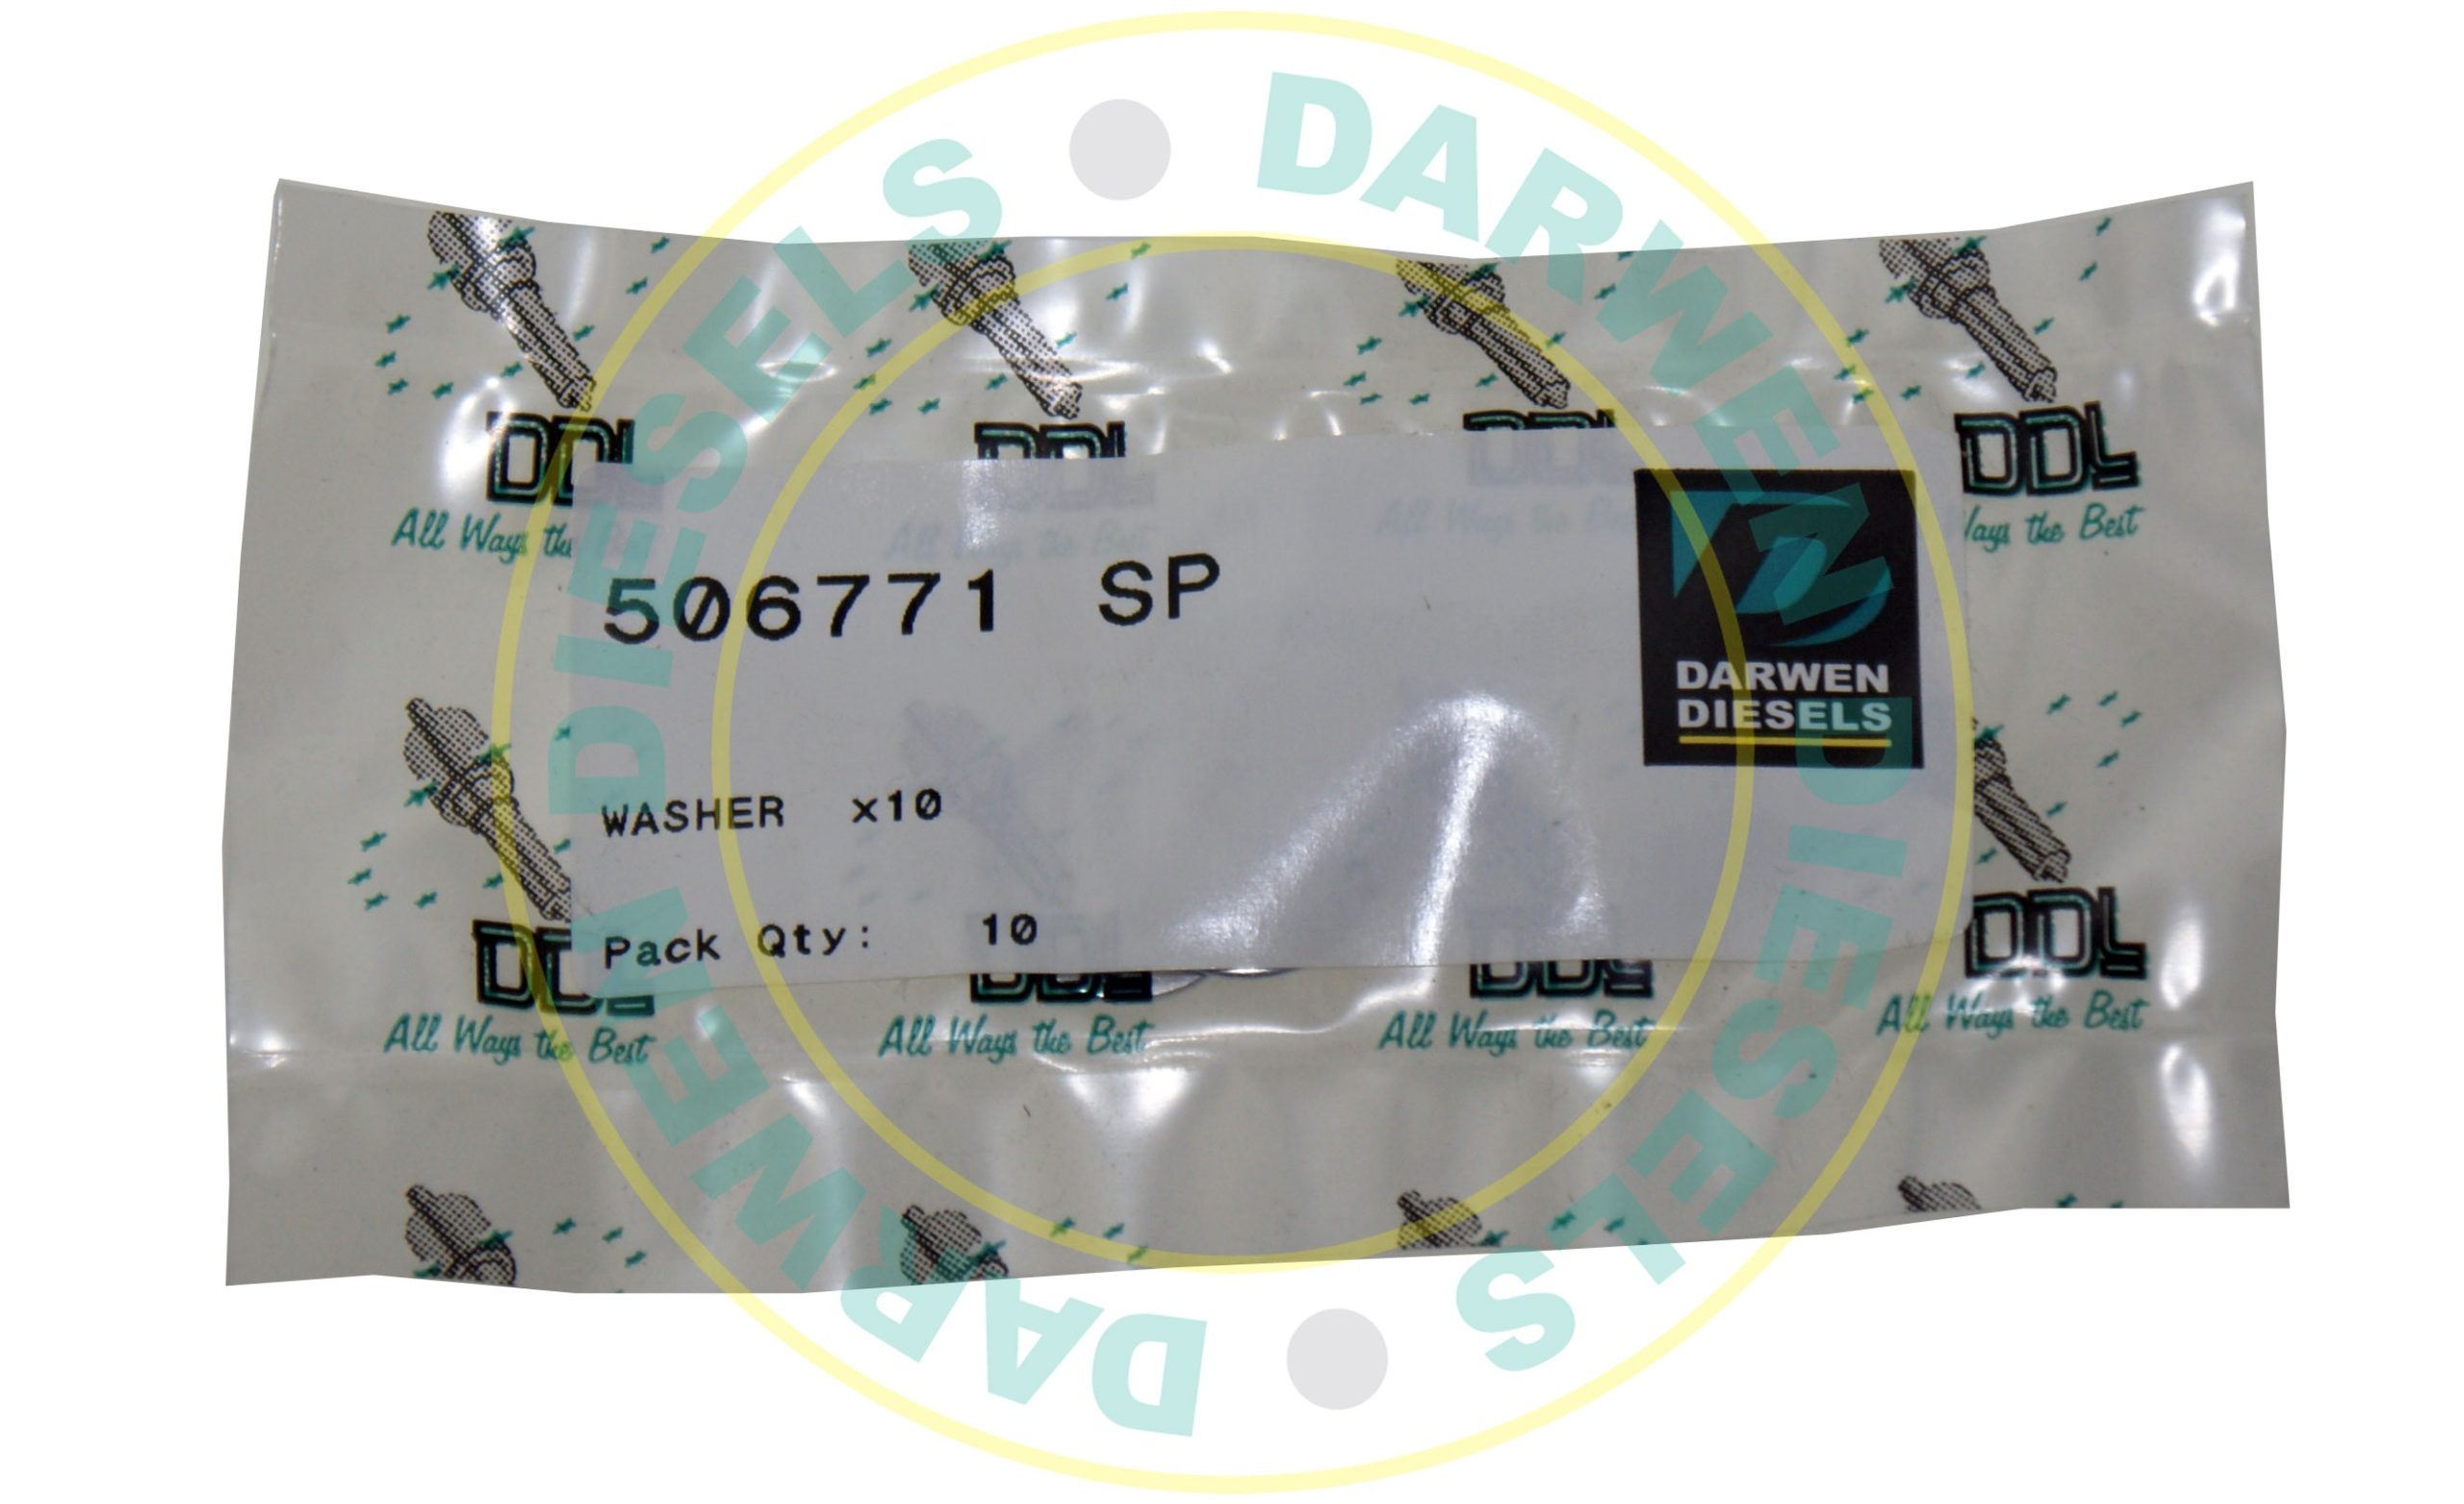 DARWEN DIESELS
DARWEN DIESELS
DDL
DDL
DDL
DDL
All Ways the
All Ways the Best
All Ways the
Ways the Best
506771 SP
DARWEN
DIESELS
WASHER x10
Pack Qty: 10
DDL
DDL
DDL
DDL
All Ways the Best
All Ways the Best
All Ways the Best
All Ways the Best